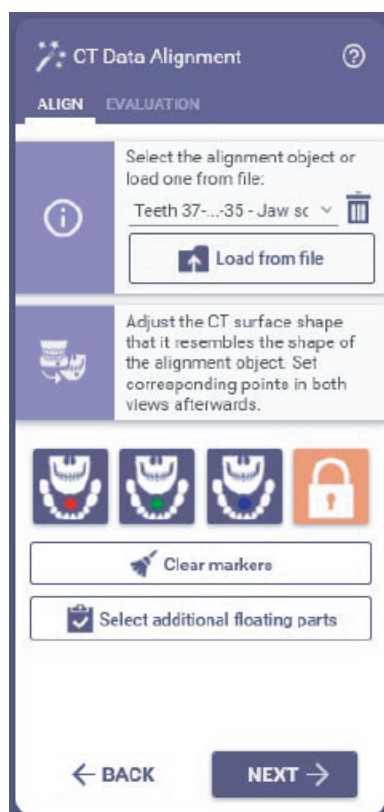 CT Data Alignment
ALIGN EVALUATION
Select the alignment object or
load one from file:
Teeth 37-...-35 - Jaw sc
Load from file
Adjust the CT surface shape
that it resembles the shape of
the alignment object. Set
corresponding points in both
views afterwards.
Clear markers
Select additional floating parts
BACK NEXT